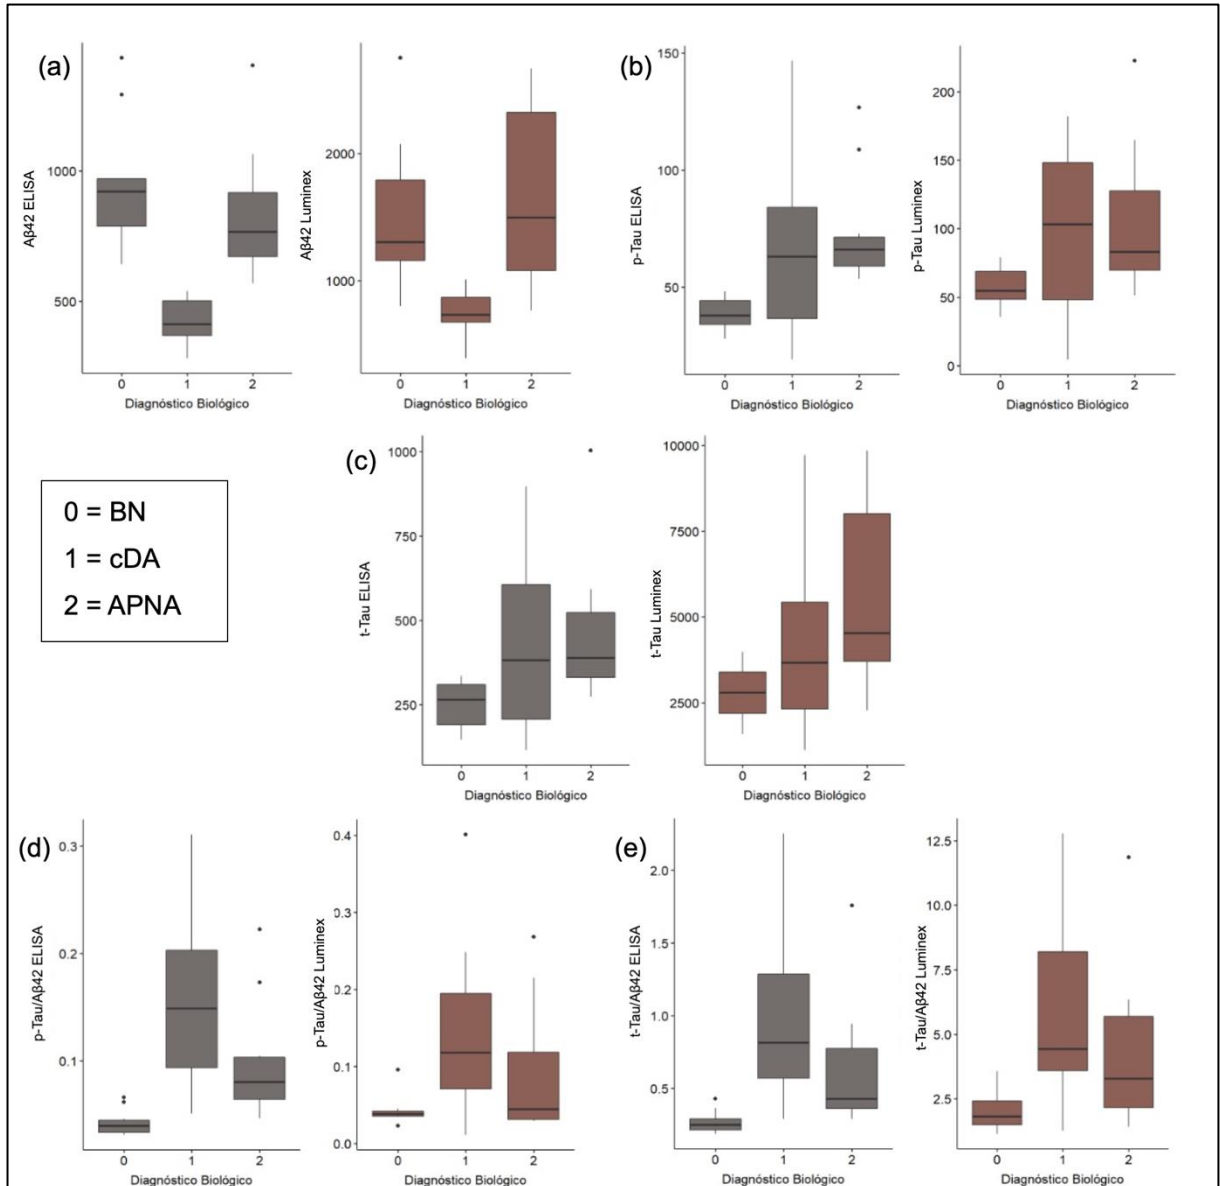 (a)
Aβ42 ELISA
1000
500
0 1 2
Diagnóstico Biológico
Aβ42 Luminex
2000
1000
0 1 2
Diagnóstico Biológico
(b)
p-Tau ELISA
150
100
50
0 1 2
Diagnóstico Biológico
p-Tau Luminex
200
150
100
50
0
0 1 2
Diagnóstico Biológico
(c)
t-Tau ELISA
1000
750
500
250
0 1 2
Diagnóstico Biológico
t-Tau Luminex
10000
7500
5000
2500
0 1 2
Diagnóstico Biológico
0 = BN
1 = cDA
2 = APNA
(d)
p-Tau/Aβ42 ELISA
0.3
0.2
0.1
0 1 2
Diagnóstico Biológico
p-Tau/Aβ42 Luminex
0.4
0.3
0.2
0.1
0.0
0 1 2
Diagnóstico Biológico
(e)
t-Tau/Aβ42 ELISA
2.0
1.5
1.0
0.5
0 1 2
Diagnóstico Biológico
t-Tau/Aβ42 Luminex
12.5
10.0
7.5
5.0
2.5
0 1 2
Diagnóstico Biológico